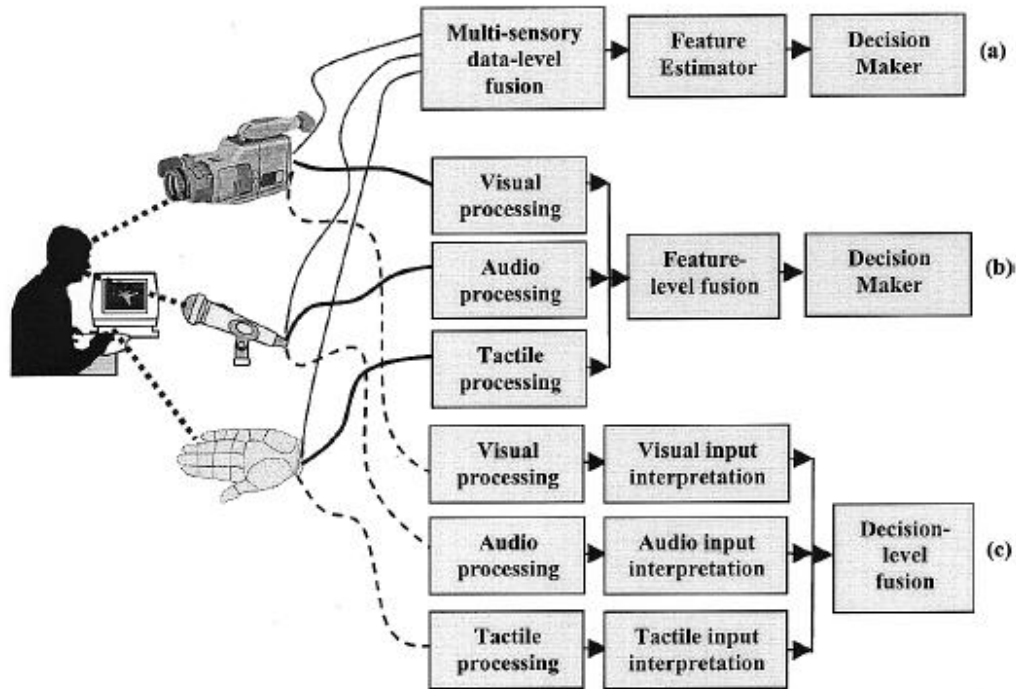 Multi-sensory
data-level
fusion
Feature
Estimator
Decision
Maker
(a)
Visual
processing
Audio
processing
Tactile
processing
Feature-
level fusion
Decision
Maker
(b)
Visual
processing
Visual input
interpretation
Audio
processing
Audio input
interpretation
Tactile
processing
Tactile input
interpretation
Decision-
level
fusion
(c)